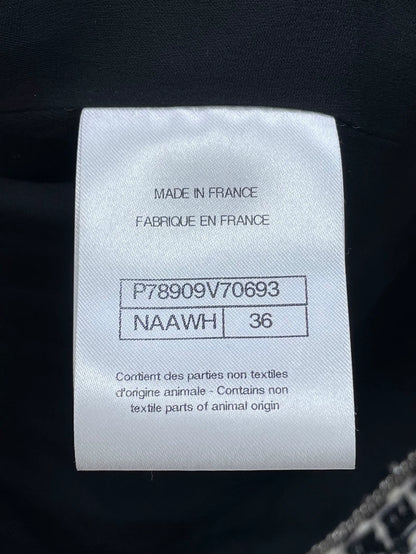 MADE IN FRANCE
FABRIQUE EN FRANCE
P78909V70693
NAAWH 36
Contient des parties non textiles
d'origine animale - Contains non
textile parts of animal origin